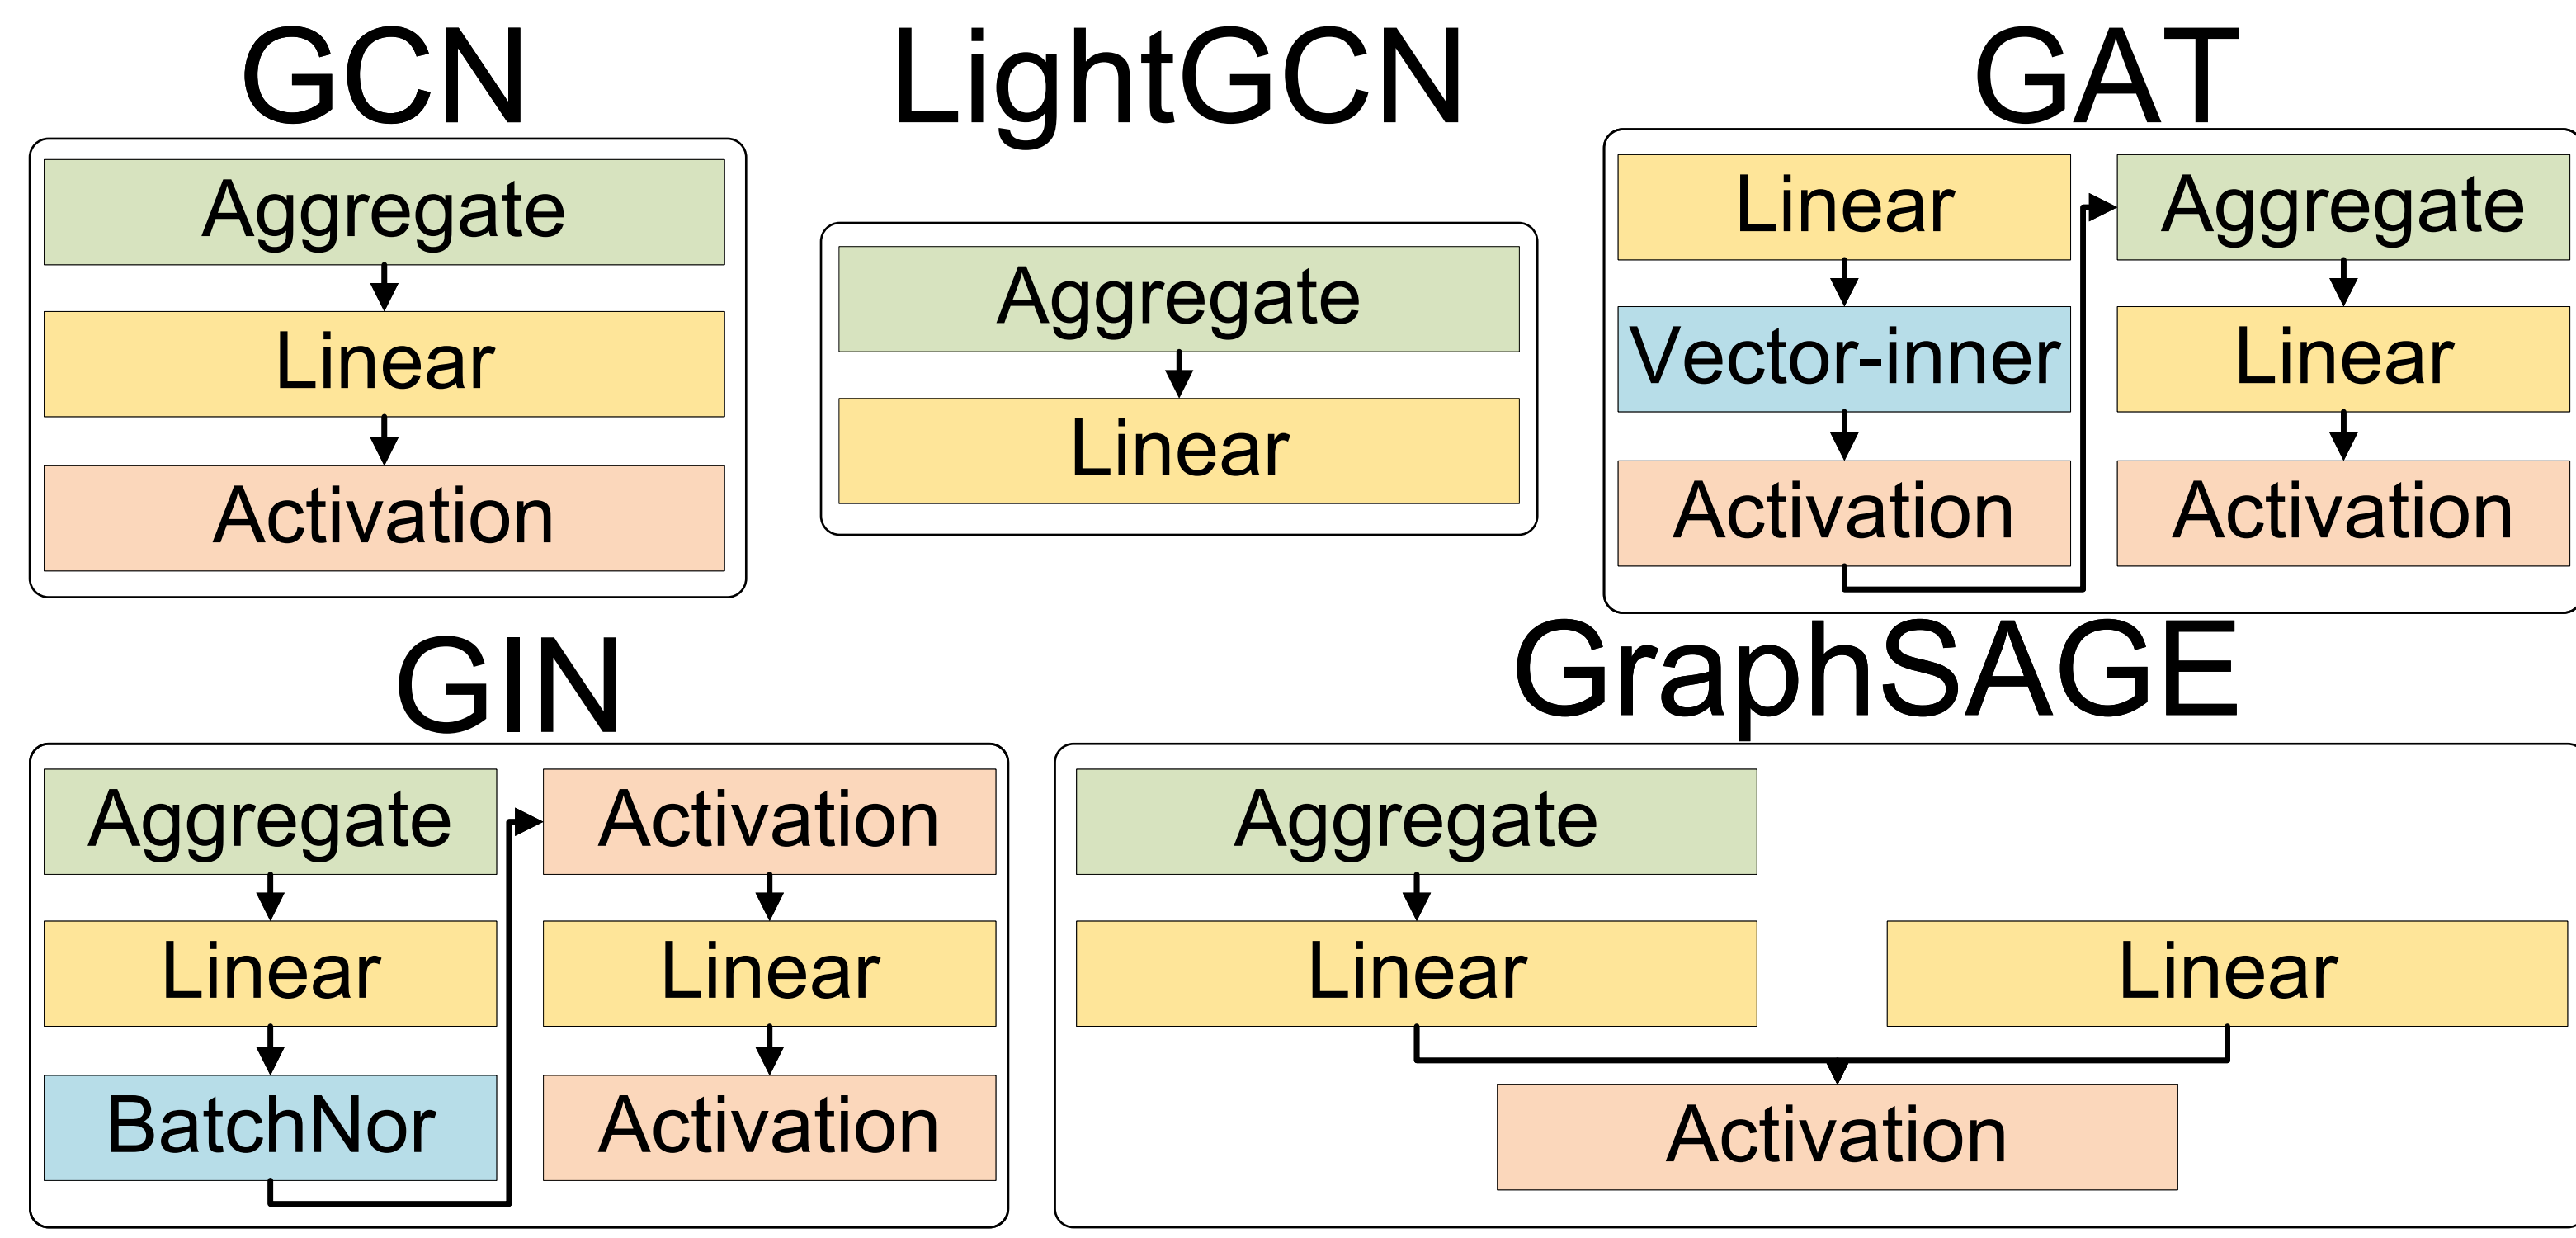 GCN
Aggregate
Linear
Activation
LightGCN
Aggregate
Linear
GAT
Linear
Vector-inner
Activation
Aggregate
Linear
Activation
GIN
Aggregate
Linear
BatchNor
Activation
Linear
Activation
GraphSAGE
Aggregate
Linear
Linear
Activation